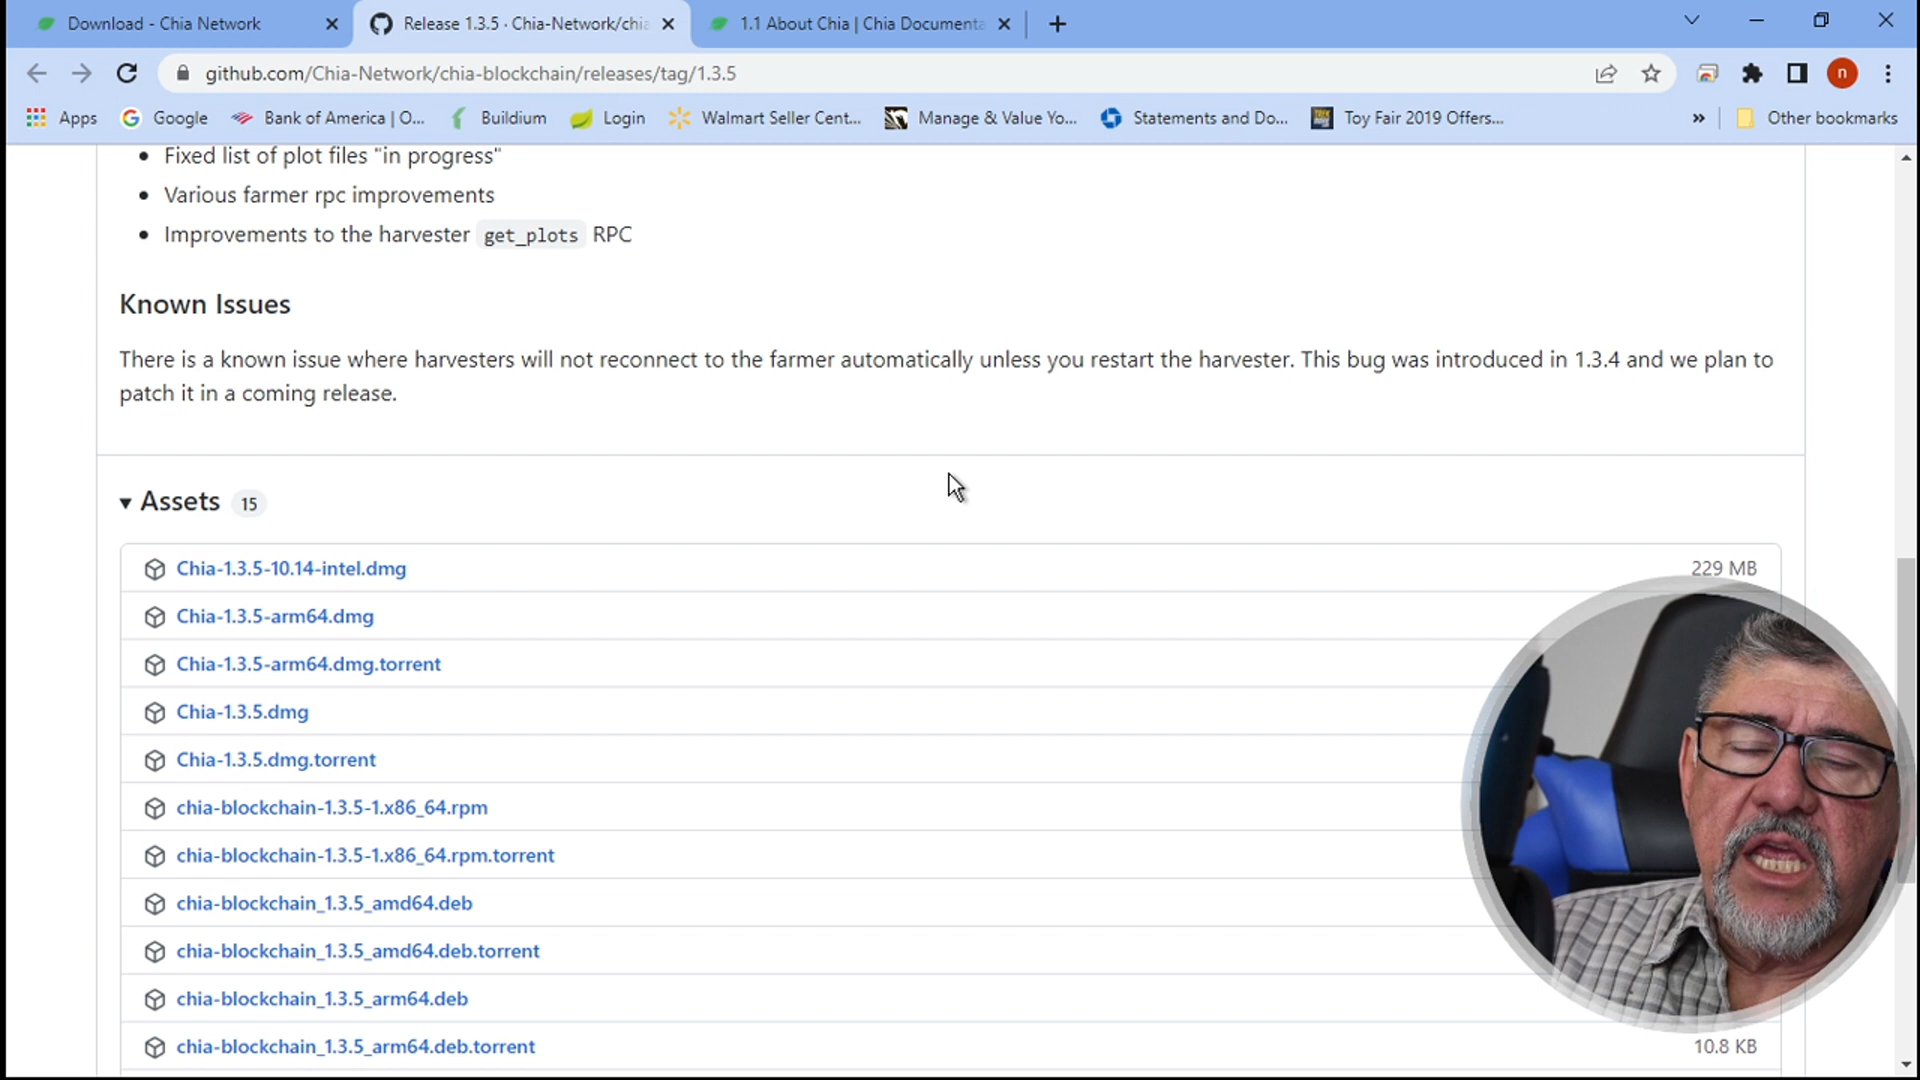 Download - Chia Network
Release 1.3.5 · Chia-Network/chia
1.1 About Chia | Chia Documenta
github.com/Chia-Network/chia-blockchain/releases/tag/1.3.5
n
Apps
Google
Bank of America | O...
Buildium
Login
Walmart Seller Cent...
Manage & Value Yo...
Statements and Do...
Toy Fair 2019 Offers...
»
Other bookmarks
• Fixed list of plot files "in progress"
• Various farmer rpc improvements
• Improvements to the harvester get_plots RPC
Known Issues
There is a known issue where harvesters will not reconnect to the farmer automatically unless you restart the harvester. This bug was introduced in 1.3.4 and we plan to
patch it in a coming release.
Assets 15
Chia-1.3.5-10.14-intel.dmg 229 MB
Chia-1.3.5-arm64.dmg
Chia-1.3.5-arm64.dmg.torrent
Chia-1.3.5.dmg
Chia-1.3.5.dmg.torrent
chia-blockchain-1.3.5-1.x86_64.rpm
chia-blockchain-1.3.5-1.x86_64.rpm.torrent
chia-blockchain_1.3.5_amd64.deb
chia-blockchain_1.3.5_amd64.deb.torrent
chia-blockchain_1.3.5_arm64.deb
chia-blockchain_1.3.5_arm64.deb.torrent 10.8 KB